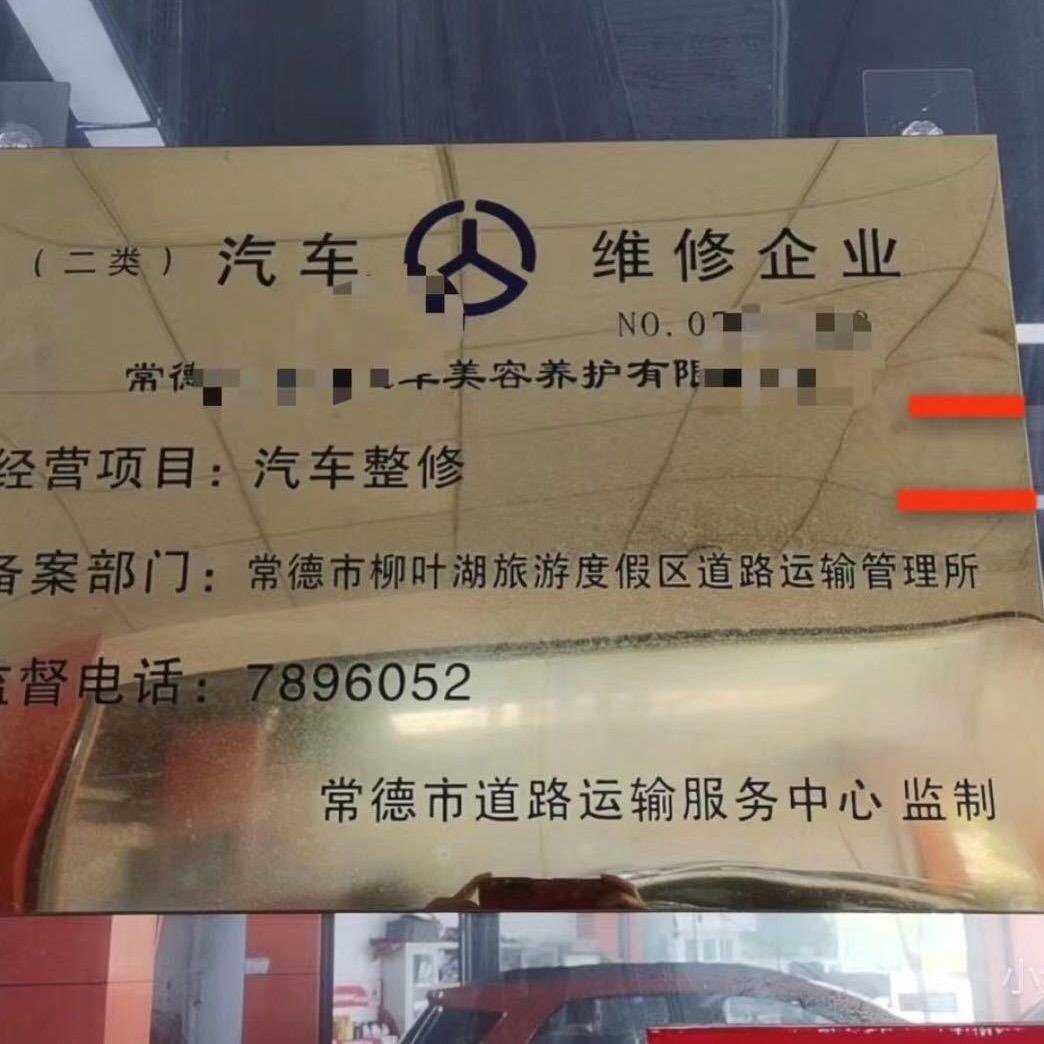 （二类） 汽车 维修企业
NO.07
常德 车美容养护有限
经营项目：汽车整修
备案部门：常德市柳叶湖旅游度假区道路运输管理所
监督电话：7896052
常德市道路运输服务中心 监制
小